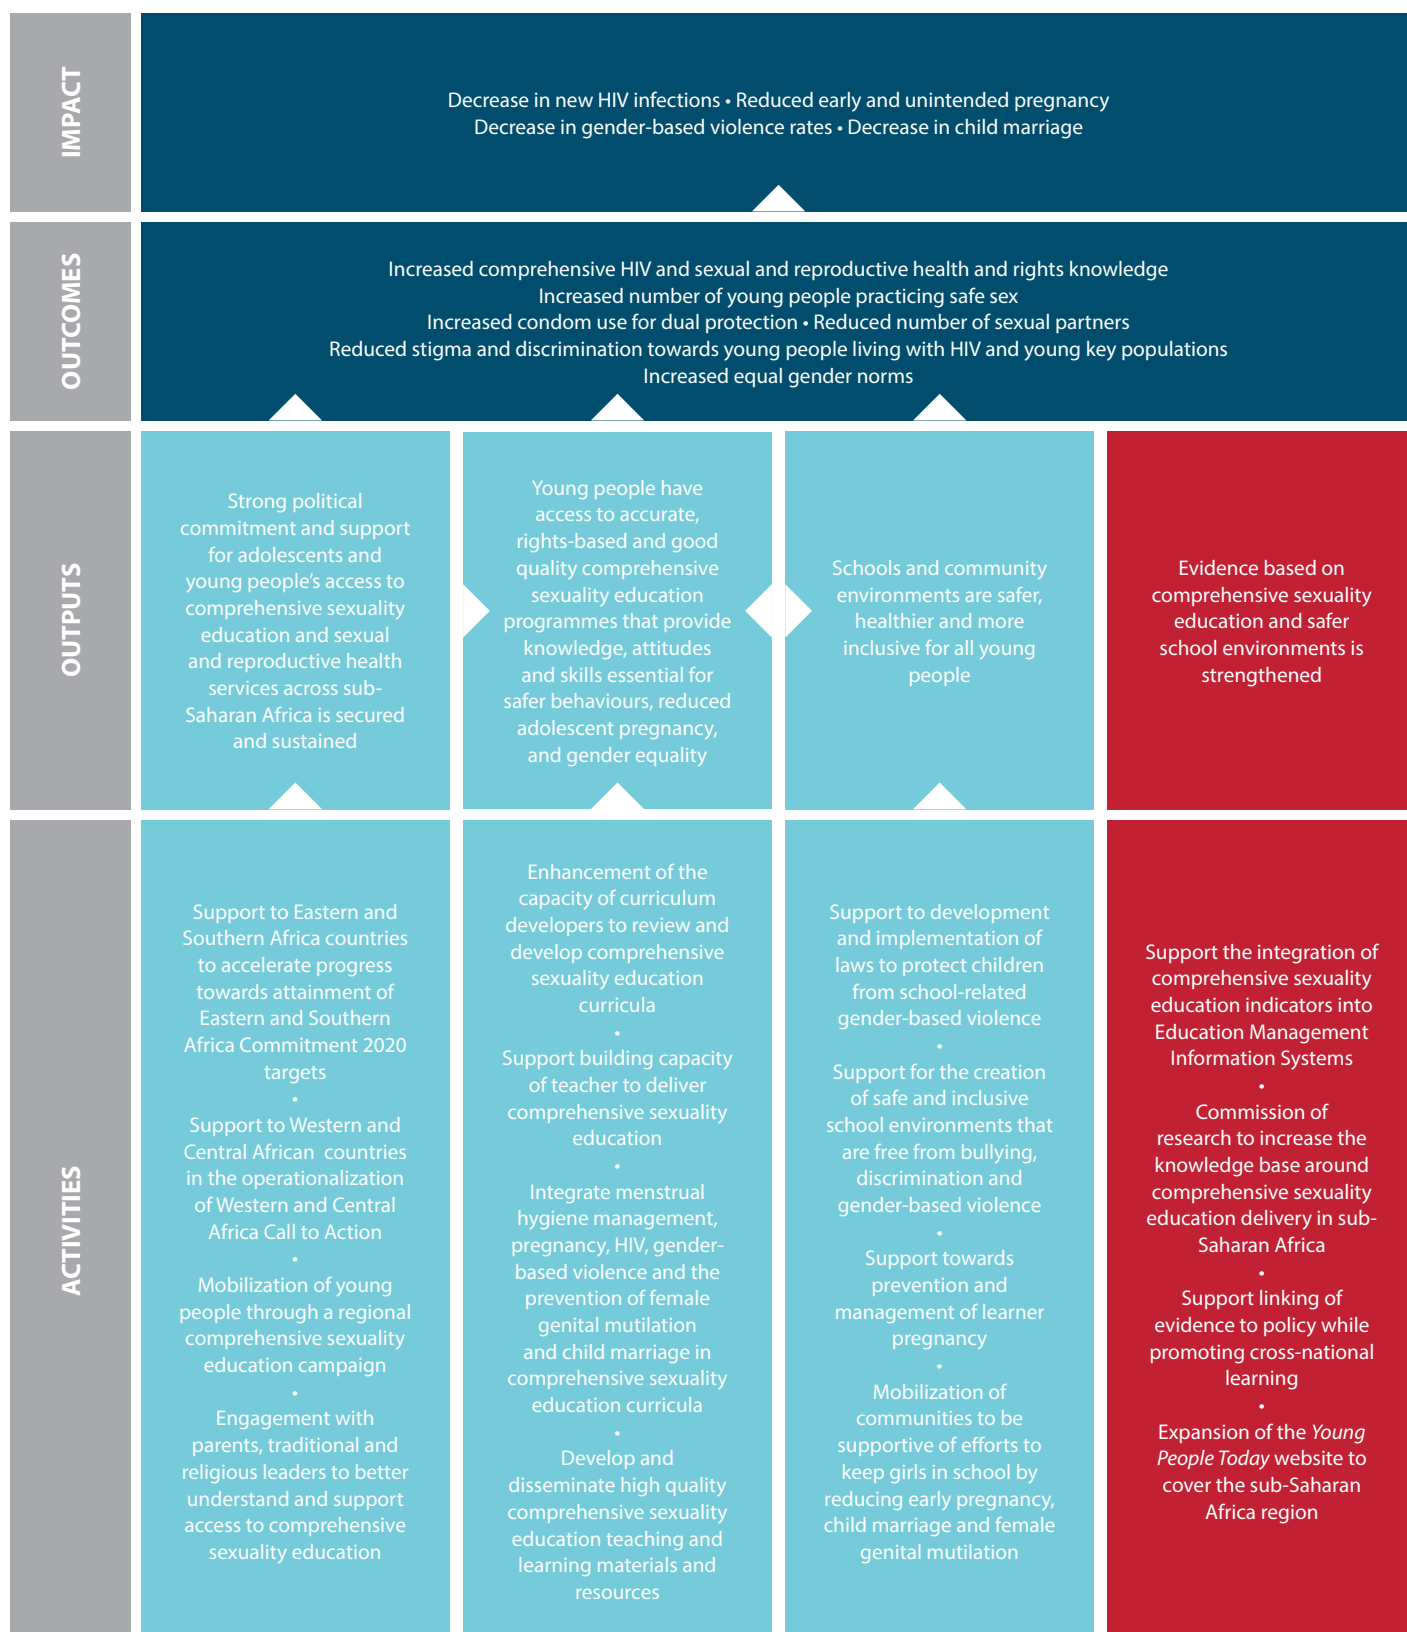 IMPACT
Decrease in new HIV infections • Reduced early and unintended pregnancy
Decrease in gender-based violence rates • Decrease in child marriage
OUTCOMES
Increased comprehensive HIV and sexual and reproductive health and rights knowledge
Increased number of young people practicing safe sex
Increased condom use for dual protection • Reduced number of sexual partners
Reduced stigma and discrimination towards young people living with HIV and young key populations
Increased equal gender norms
OUTPUTS
Strong political
commitment and support
for adolescents and
young people's access to
comprehensive sexuality
education and sexual
and reproductive health
services across sub-
Saharan Africa is secured
and sustained
Young people have
access to accurate,
rights-based and good
quality comprehensive
sexuality education
programmes that provide
knowledge, attitudes
and skills essential for
safer behaviours, reduced
adolescent pregnancy,
and gender equality
Schools and community
environments are safer,
healthier and more
inclusive for all young
people
Evidence based on
comprehensive sexuality
education and safer
school environments is
strengthened
ACTIVITIES
Support to Eastern and
Southern Africa countries
to accelerate progress
towards attainment of
Eastern and Southern
Africa Commitment 2020
targets
•
Support to Western and
Central African countries
in the operationalization
of Western and Central
Africa Call to Action
•
Mobilization of young
people through a regional
comprehensive sexuality
education campaign
•
Engagement with
parents, traditional and
religious leaders to better
understand and support
access to comprehensive
sexuality education
Enhancement of the
capacity of curriculum
developers to review and
develop comprehensive
sexuality education
curricula
•
Support building capacity
of teacher to deliver
comprehensive sexuality
education
•
Integrate menstrual
hygiene management,
pregnancy, HIV, gender-
based violence and the
prevention of female
genital mutilation
and child marriage in
comprehensive sexuality
education curricula
•
Develop and
disseminate high quality
comprehensive sexuality
education teaching and
learning materials and
resources
Support to development
and implementation of
laws to protect children
from school-related
gender-based violence
•
Support for the creation
of safe and inclusive
school environments that
are free from bullying,
discrimination and
gender-based violence
•
Support towards
prevention and
management of learner
pregnancy
•
Mobilization of
communities to be
supportive of efforts to
keep girls in school by
reducing early pregnancy,
child marriage and female
genital mutilation
Support the integration of
comprehensive sexuality
education indicators into
Education Management
Information Systems
•
Commission of
research to increase the
knowledge base around
comprehensive sexuality
education delivery in sub-
Saharan Africa
•
Support linking of
evidence to policy while
promoting cross-national
learning
•
Expansion of the Young
People Today website to
cover the sub-Saharan
Africa region